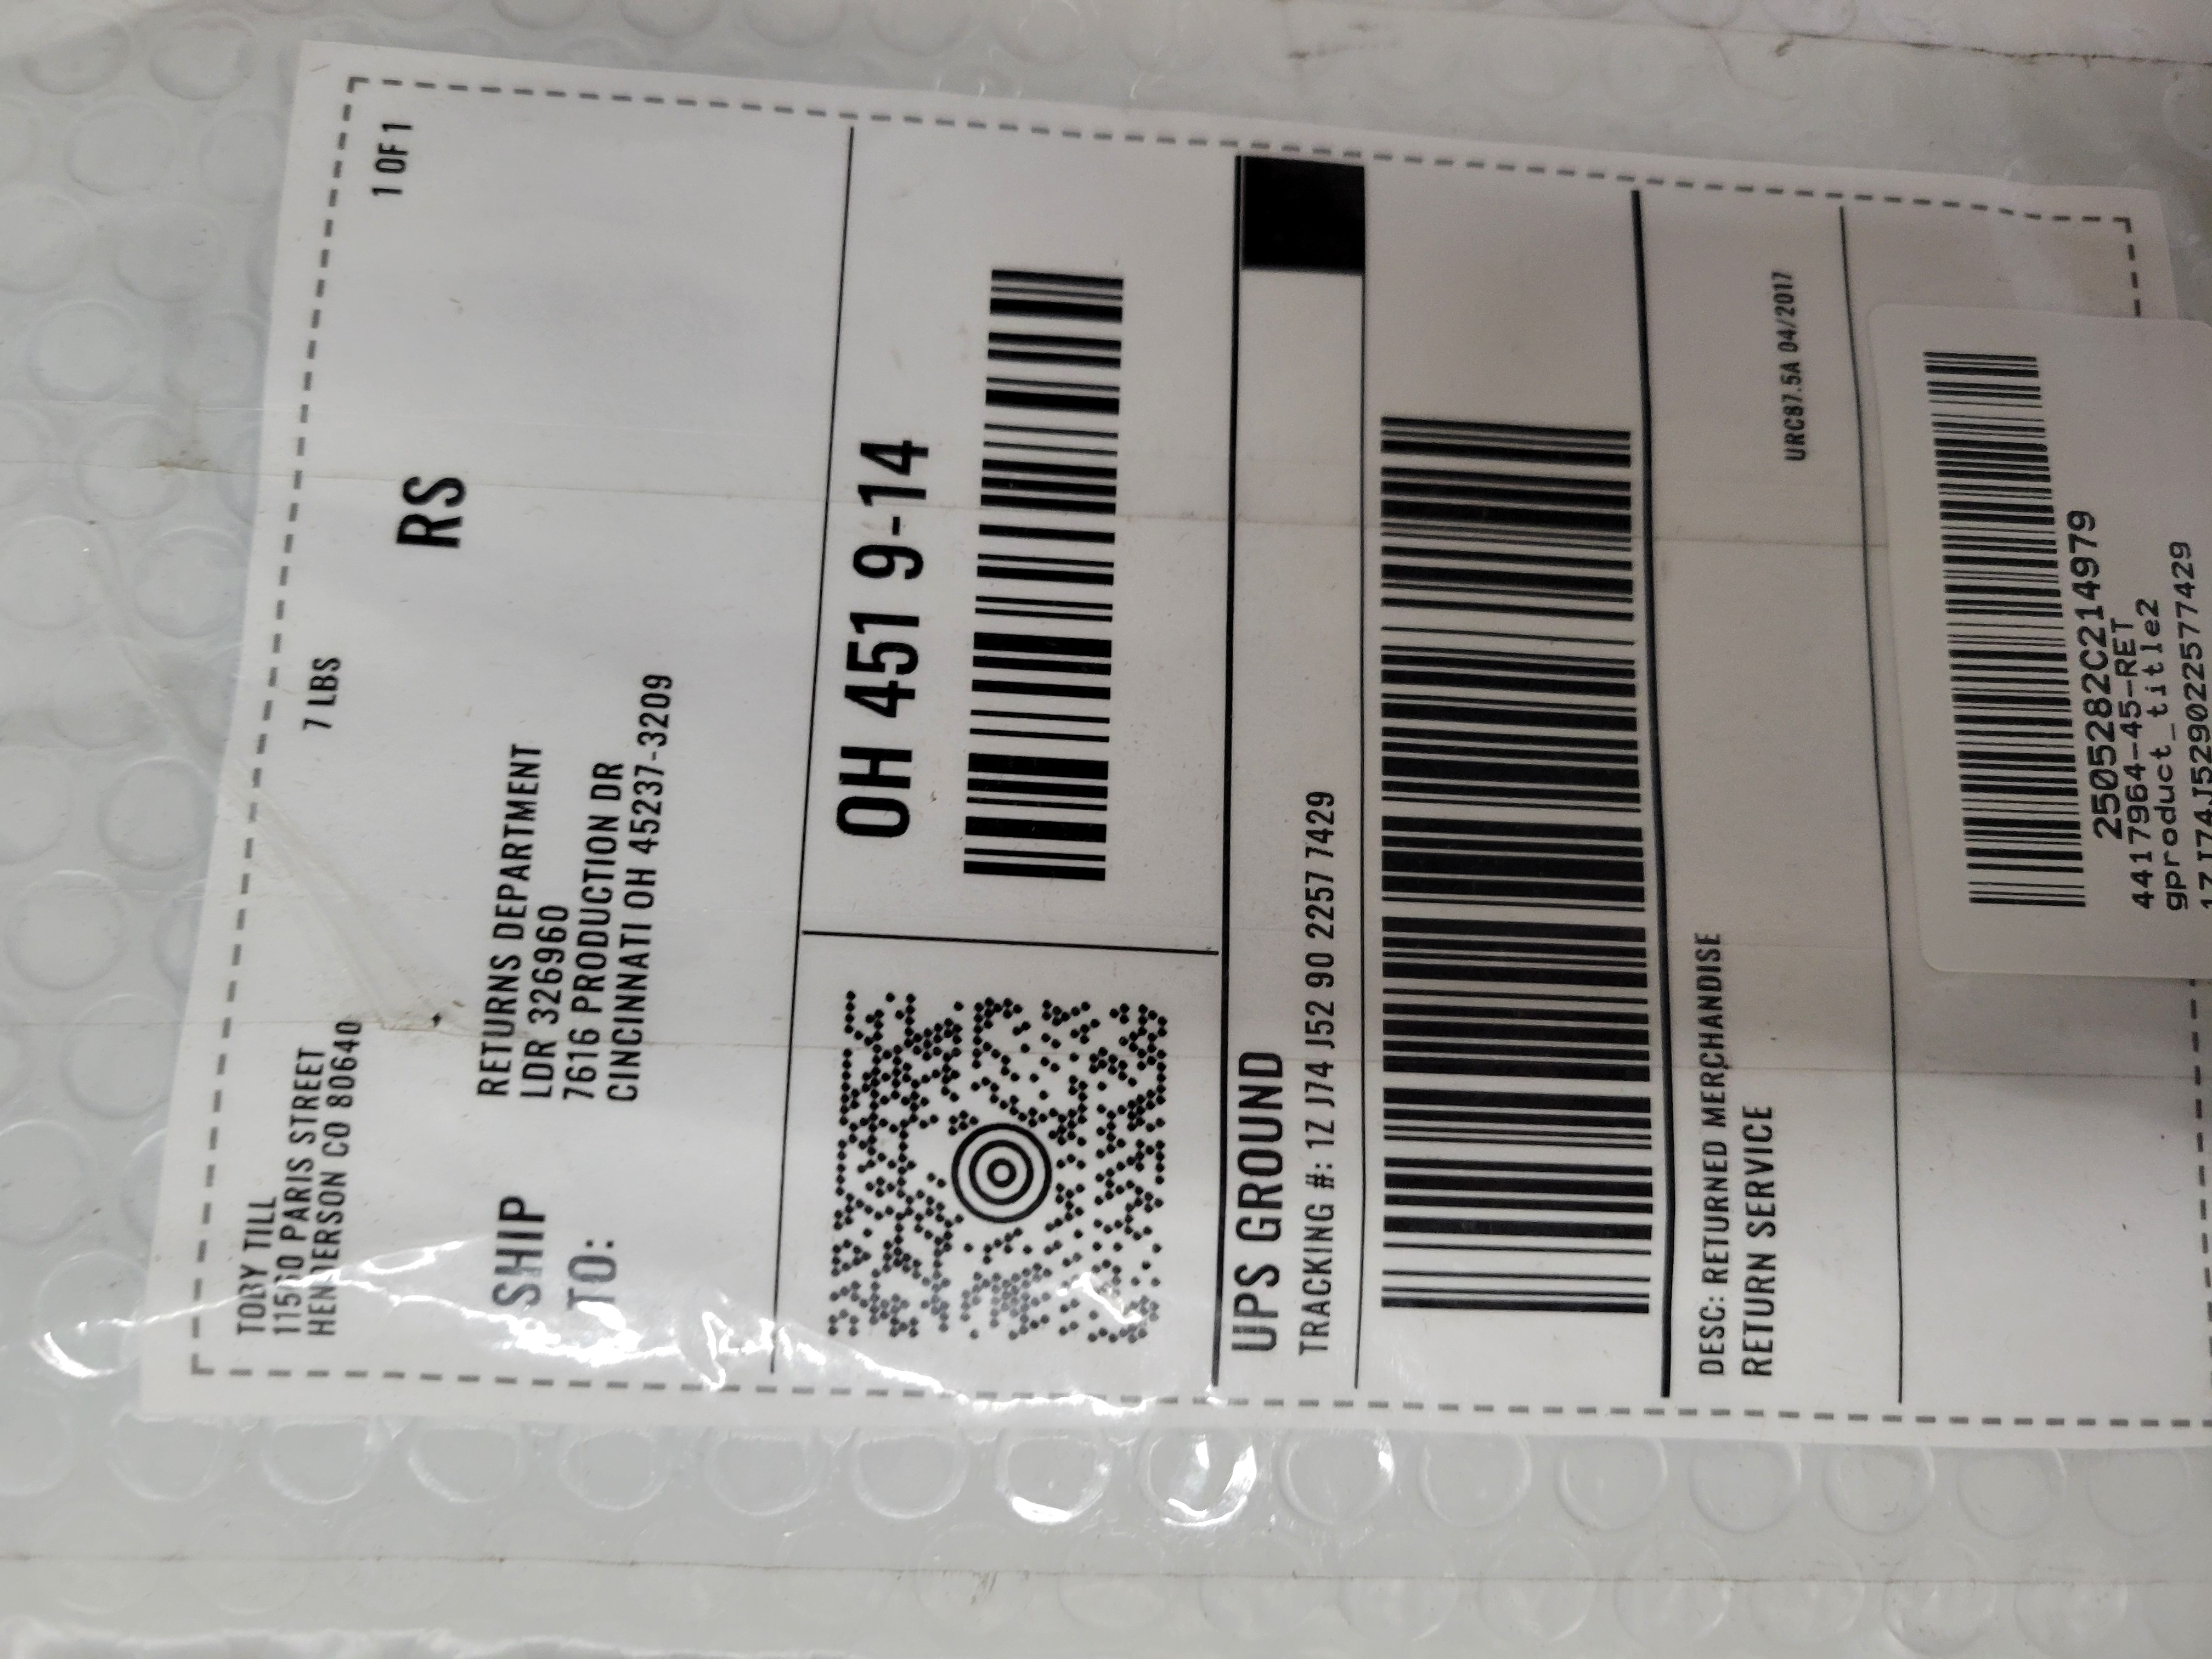 TOBY TILL
PARIS STREET
HENDERSON CO 80640
7 LBS
1 OF 1
RS
SHIP
TO:
RETURNS DEPARTMENT
LDR 326960
7616 PRODUCTION DR
CINCINNATI OH 45237-3209
OH 451 9-14
UPS GROUND
TRACKING #: 1Z J74 J52 90 2257 7429
DESC: RETURNED MERCHANDISE
RETURN SERVICE
URC87.5A 04/2017
2505282C214979
4417964-45-RET
gproduct_title2
1ZJ74J529022577429